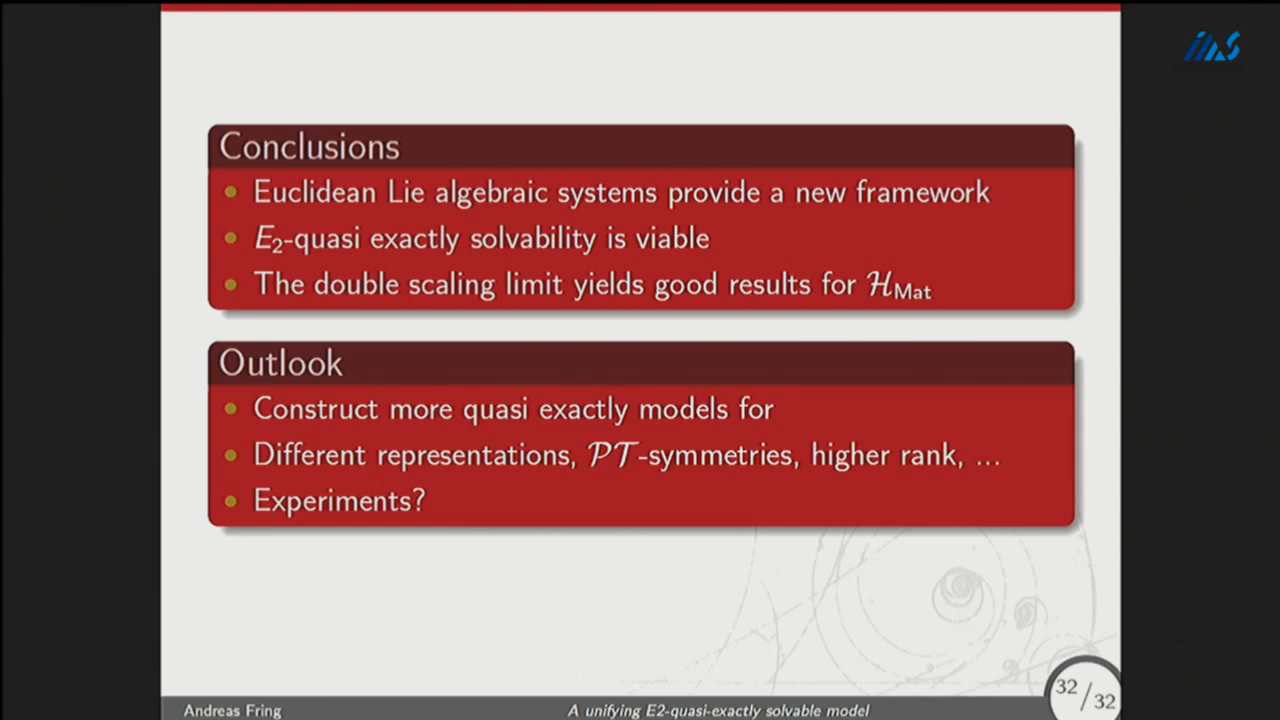 IMS
Conclusions
Euclidean Lie algebraic systems provide a new framework
E₂-quasi exactly solvability is viable
The double scaling limit yields good results for ℋ_Mat
Outlook
Construct more quasi exactly models for
Different representations, 𝒫𝒯-symmetries, higher rank, ...
Experiments?
32/32
Andreas Fring
A unifying E2-quasi-exactly solvable model